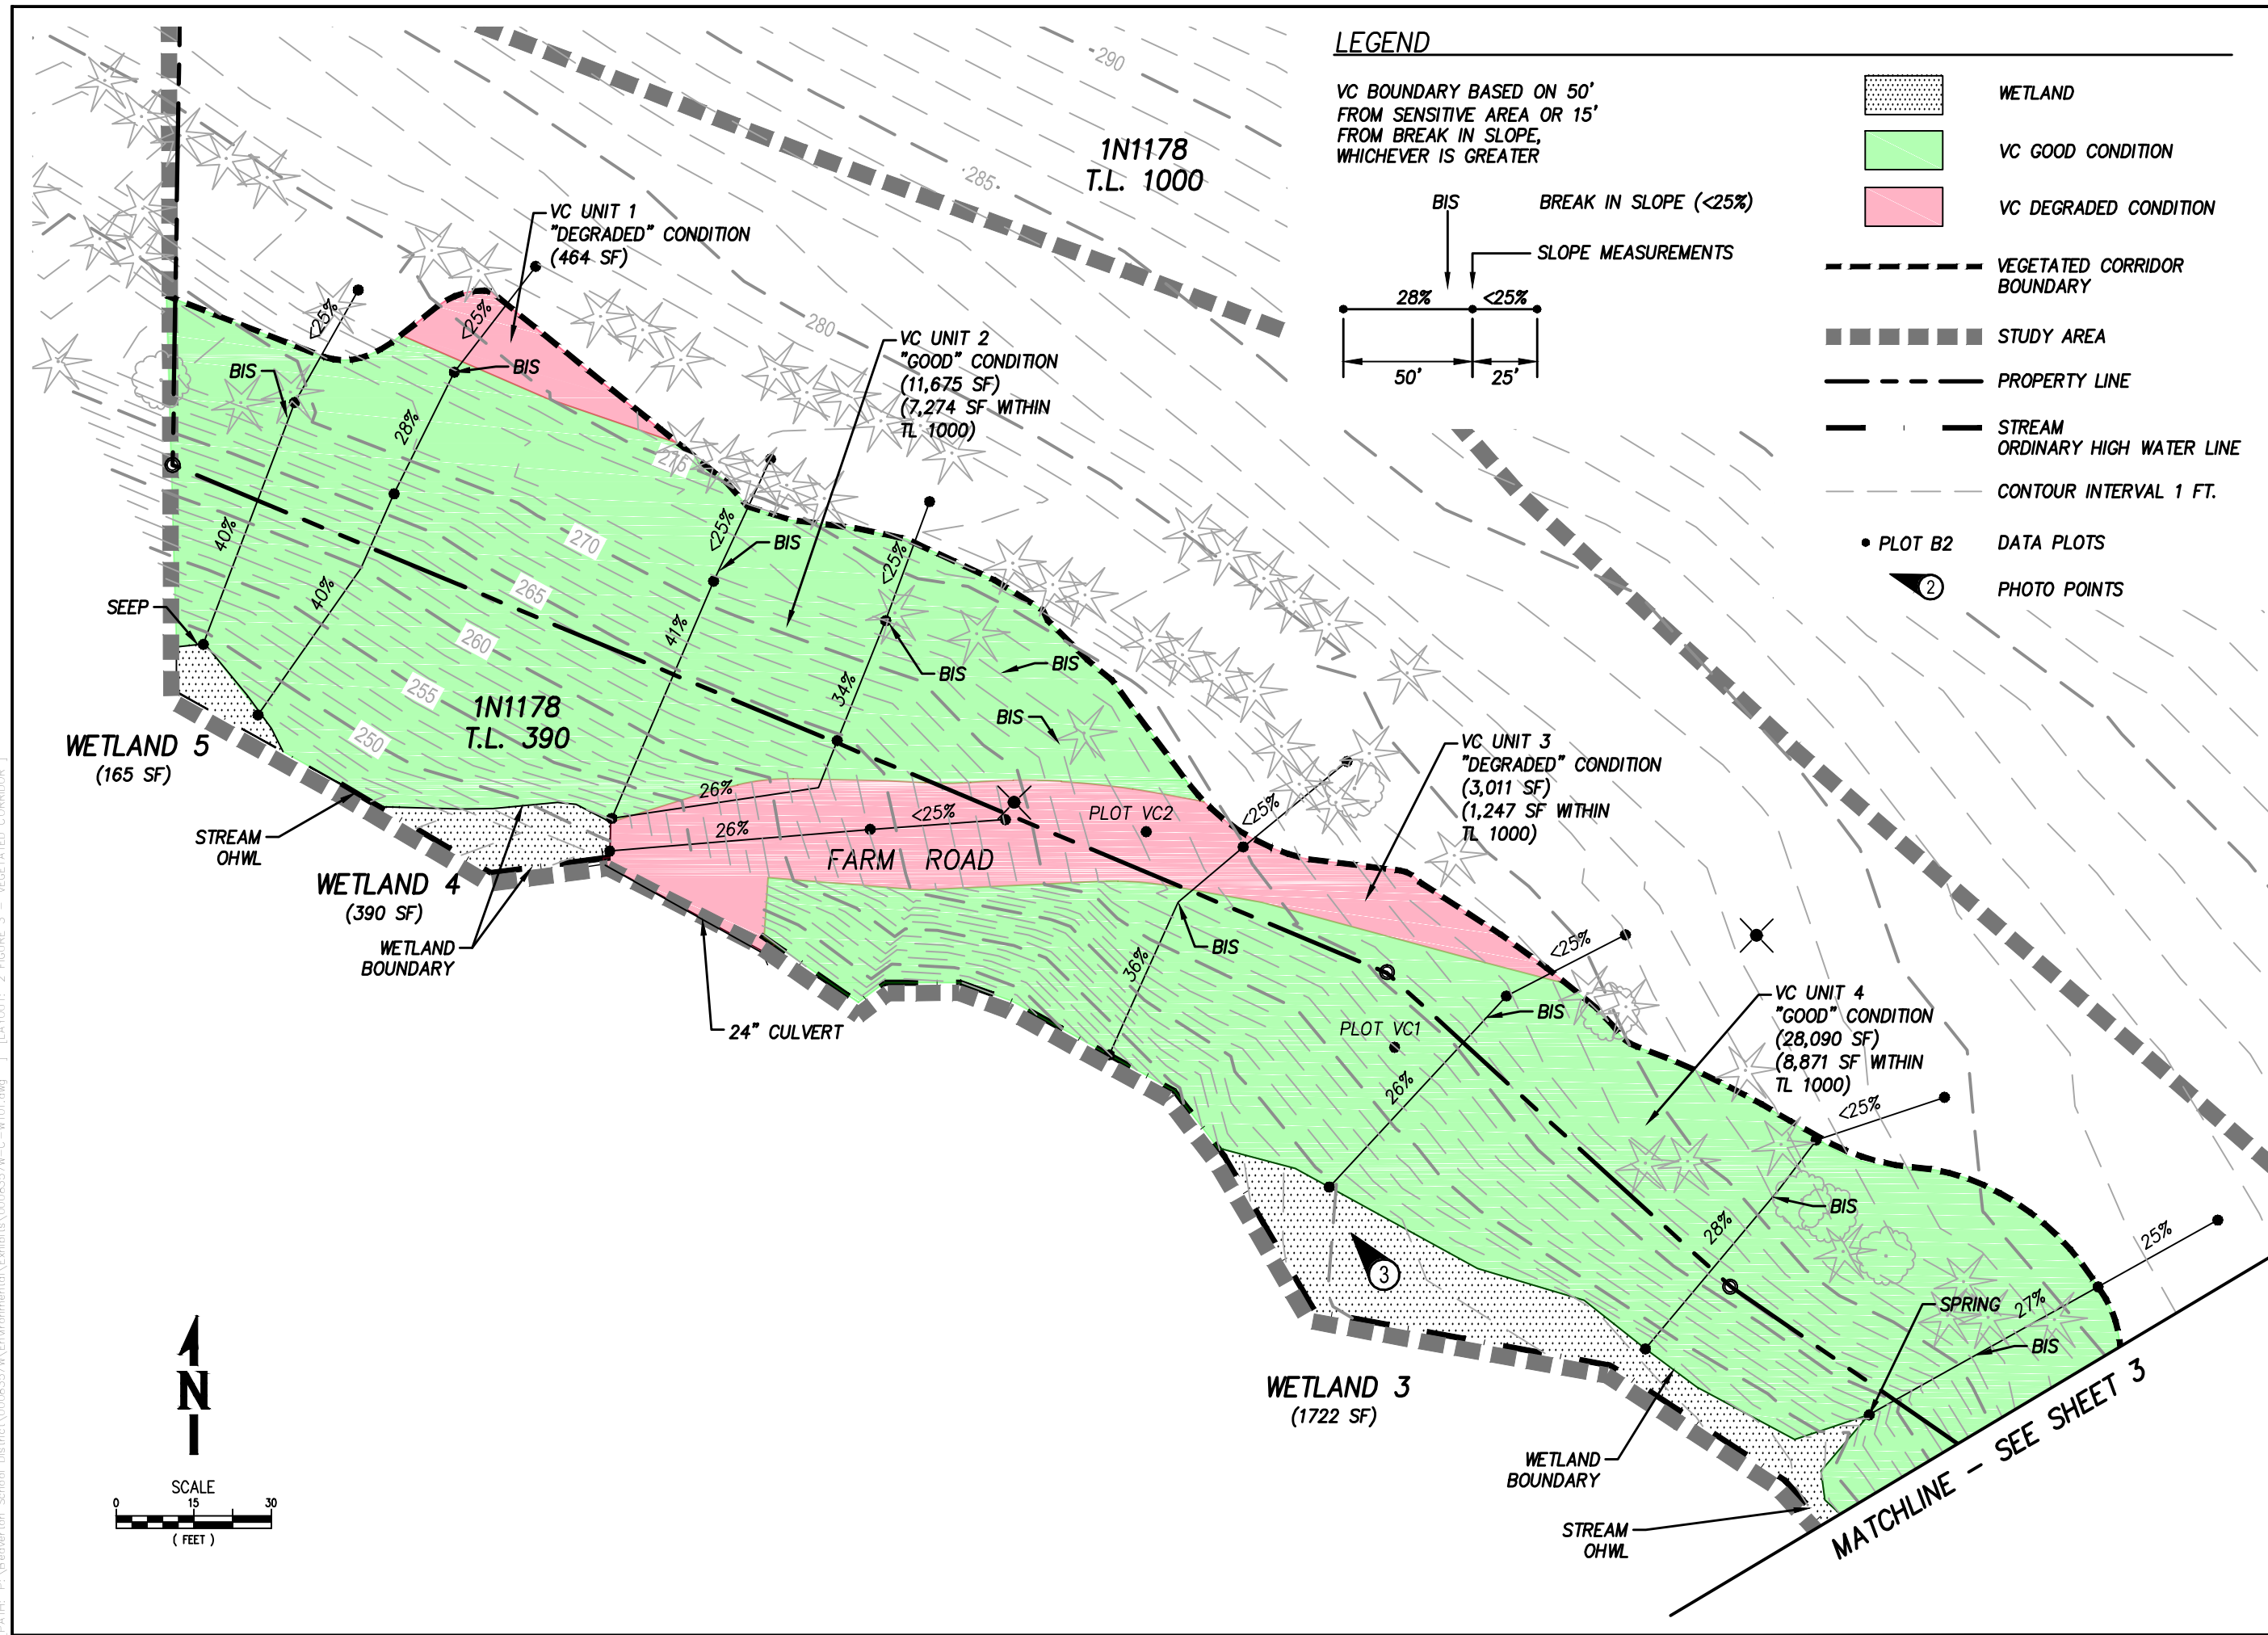 LEGEND
VC BOUNDARY BASED ON 50'
FROM SENSITIVE AREA OR 15'
FROM BREAK IN SLOPE,
WHICHEVER IS GREATER
BIS
BREAK IN SLOPE (<25%)
SLOPE MEASUREMENTS
28%
<25%
50'
25'
WETLAND
VC GOOD CONDITION
VC DEGRADED CONDITION
VEGETATED CORRIDOR
BOUNDARY
STUDY AREA
PROPERTY LINE
STREAM
ORDINARY HIGH WATER LINE
CONTOUR INTERVAL 1 FT.
PLOT B2
DATA PLOTS
2
PHOTO POINTS
290
1N1178
T.L. 1000
285
280
VC UNIT 1
"DEGRADED" CONDITION
(464 SF)
<25%
<25%
BIS
BIS
28%
VC UNIT 2
"GOOD" CONDITION
(11,675 SF)
(7,274 SF WITHIN
TL 1000)
275
40%
40%
270
265
260
255
250
<25%
BIS
<25%
41%
34%
BIS
BIS
BIS
SEEP
1N1178
T.L. 390
WETLAND 5
(165 SF)
STREAM
OHWL
26%
26%
<25%
PLOT VC2
FARM ROAD
<25%
VC UNIT 3
"DEGRADED" CONDITION
(3,011 SF)
(1,247 SF WITHIN
TL 1000)
WETLAND 4
(390 SF)
WETLAND
BOUNDARY
24" CULVERT
36%
BIS
<25%
BIS
PLOT VC1
26%
VC UNIT 4
"GOOD" CONDITION
(28,090 SF)
(8,871 SF WITHIN
TL 1000)
<25%
BIS
28%
25%
3
SPRING
27%
BIS
WETLAND 3
(1722 SF)
WETLAND
BOUNDARY
STREAM
OHWL
MATCHLINE - SEE SHEET 3
N
SCALE
0 15 30
( FEET )